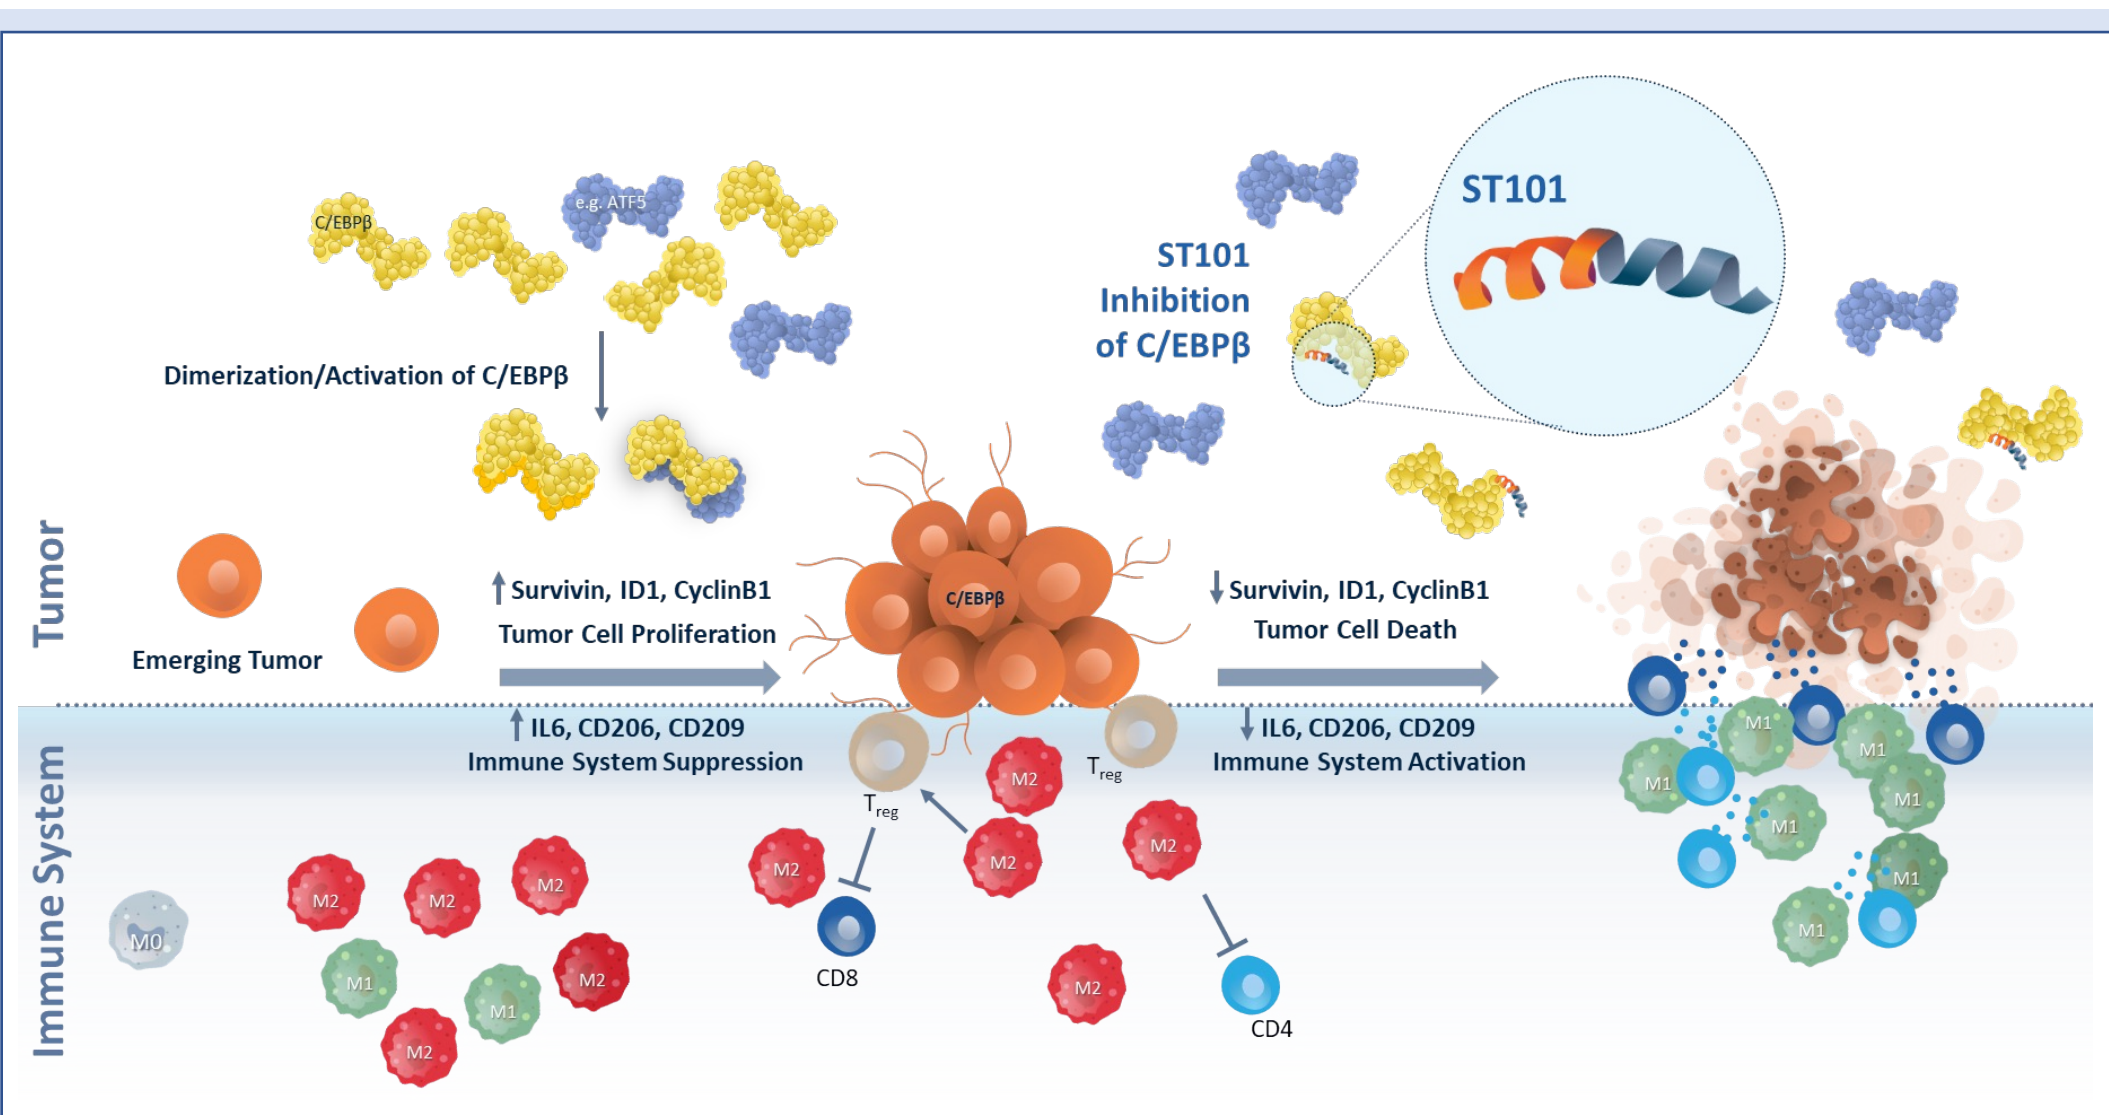 C/EBPβ
e.g. ATF5
Dimerization/Activation of C/EBPβ
ST101
Inhibition
of C/EBPβ
ST101
Tumor
Emerging Tumor
Survivin, ID1, CyclinB1
Tumor Cell Proliferation
C/EBPβ
Survivin, ID1, CyclinB1
Tumor Cell Death
Immune System
IL6, CD206, CD209
Immune System Suppression
IL6, CD206, CD209
Immune System Activation
Treg
Treg
M0
M2
M2
M2
M1
M1
M2
M2
M2
M2
M2
M2
M2
CD8
CD4
M1
M1
M1
M1
M1
M1
M1